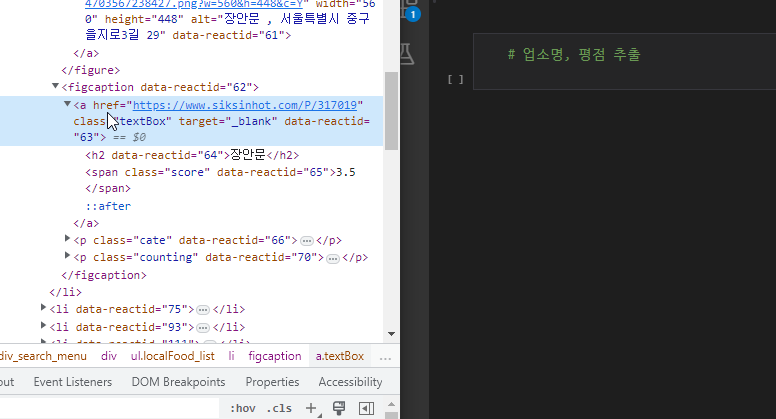 4703567238427.png?w=560&h=448&c=Y" width="56
0" height="448" alt="장안문 , 서울특별시 중구
을지로3길 29" data-reactid="61">
</a>
</figure>
<figcaption data-reactid="62">
<a href="https://www.siksinhot.com/P/317019"
class="textBox" target="_blank" data-reactid=
"63"> == $0
<h2 data-reactid="64">장안문</h2>
<span class="score" data-reactid="65">3.5
</span>
::after
</a>
<p class="cate" data-reactid="66">…</p>
<p class="counting" data-reactid="70">…</p>
</figcaption>
</li>
<li data-reactid="75">…</li>
<li data-reactid="93">…</li>
<li data-reactid="111">…</li>
div_search_menu div ul.localFood_list li figcaption a.textBox …
out Event Listeners DOM Breakpoints Properties Accessibility
:hov .cls +
1
# 업소명, 평점 추출
[ ]